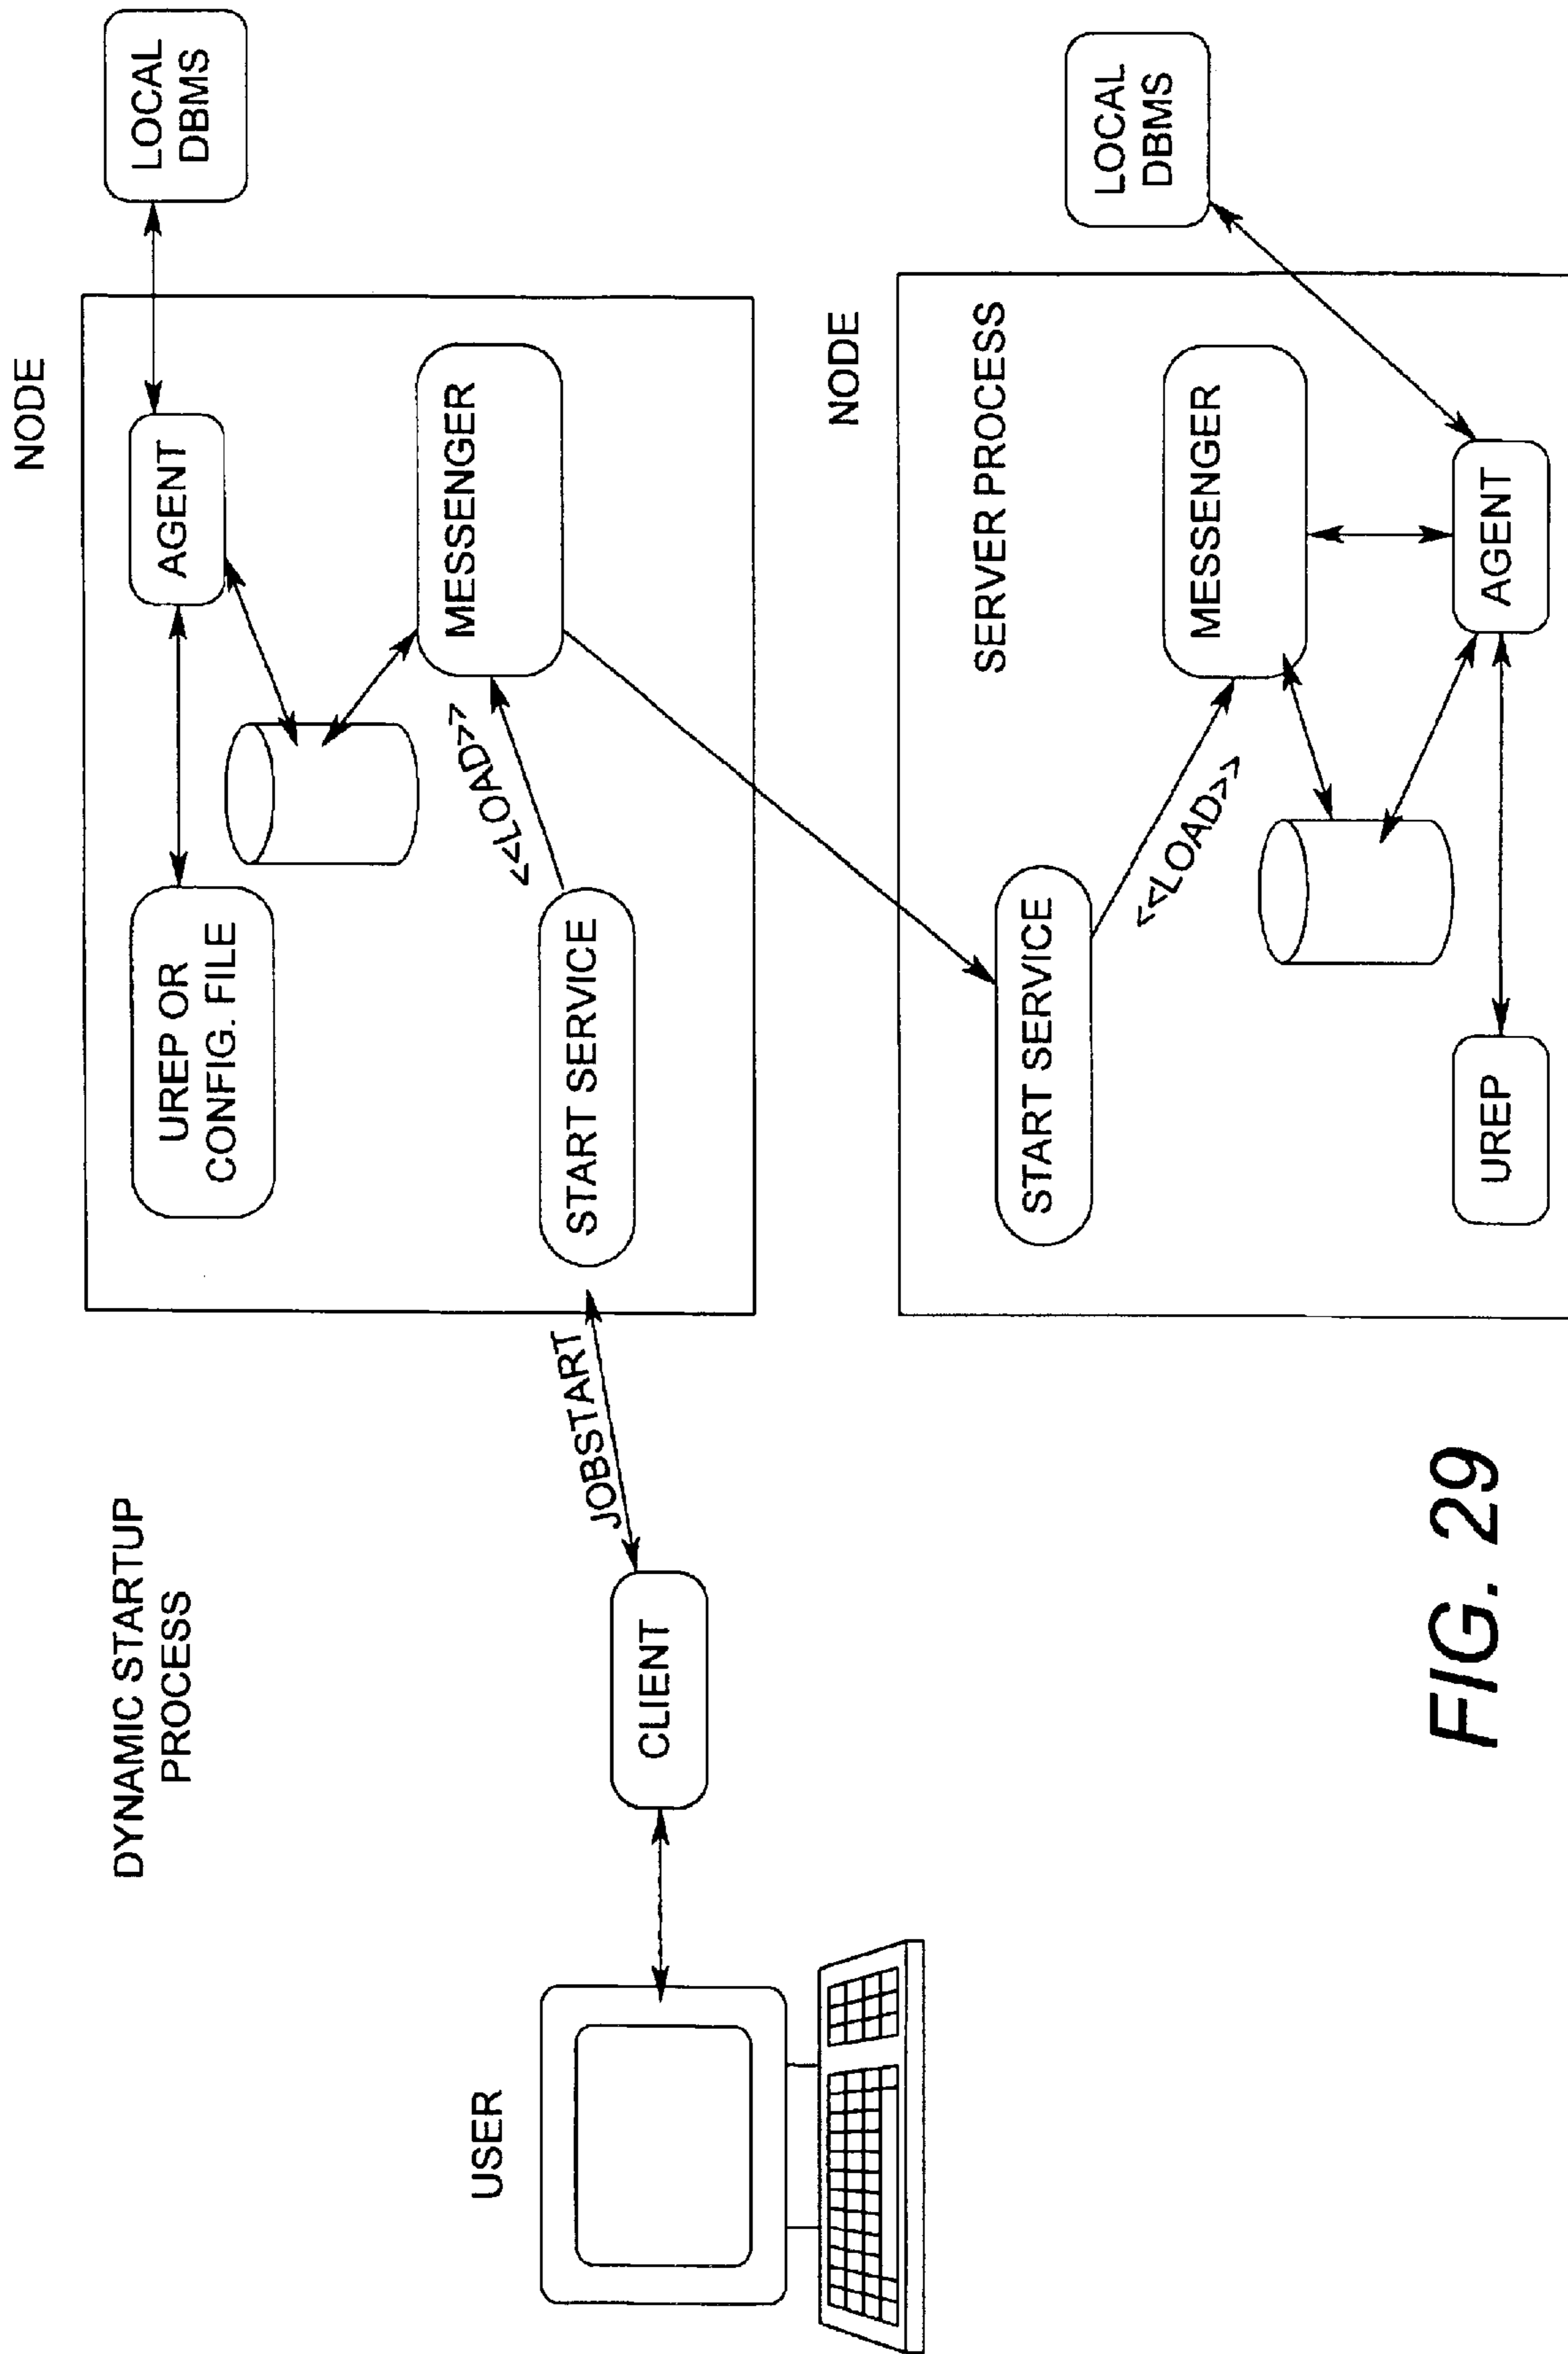 DYNAMIC STARTUP
PROCESS
USER
CLIENT
JOBSTART
NODE
UREP OR
CONFIG. FILE
AGENT
LOCAL
DBMS
START SERVICE
<<LOAD>>
MESSENGER
NODE
SERVER PROCESS
START SERVICE
<<LOAD>>
MESSENGER
LOCAL
DBMS
UREP
AGENT
FIG. 29